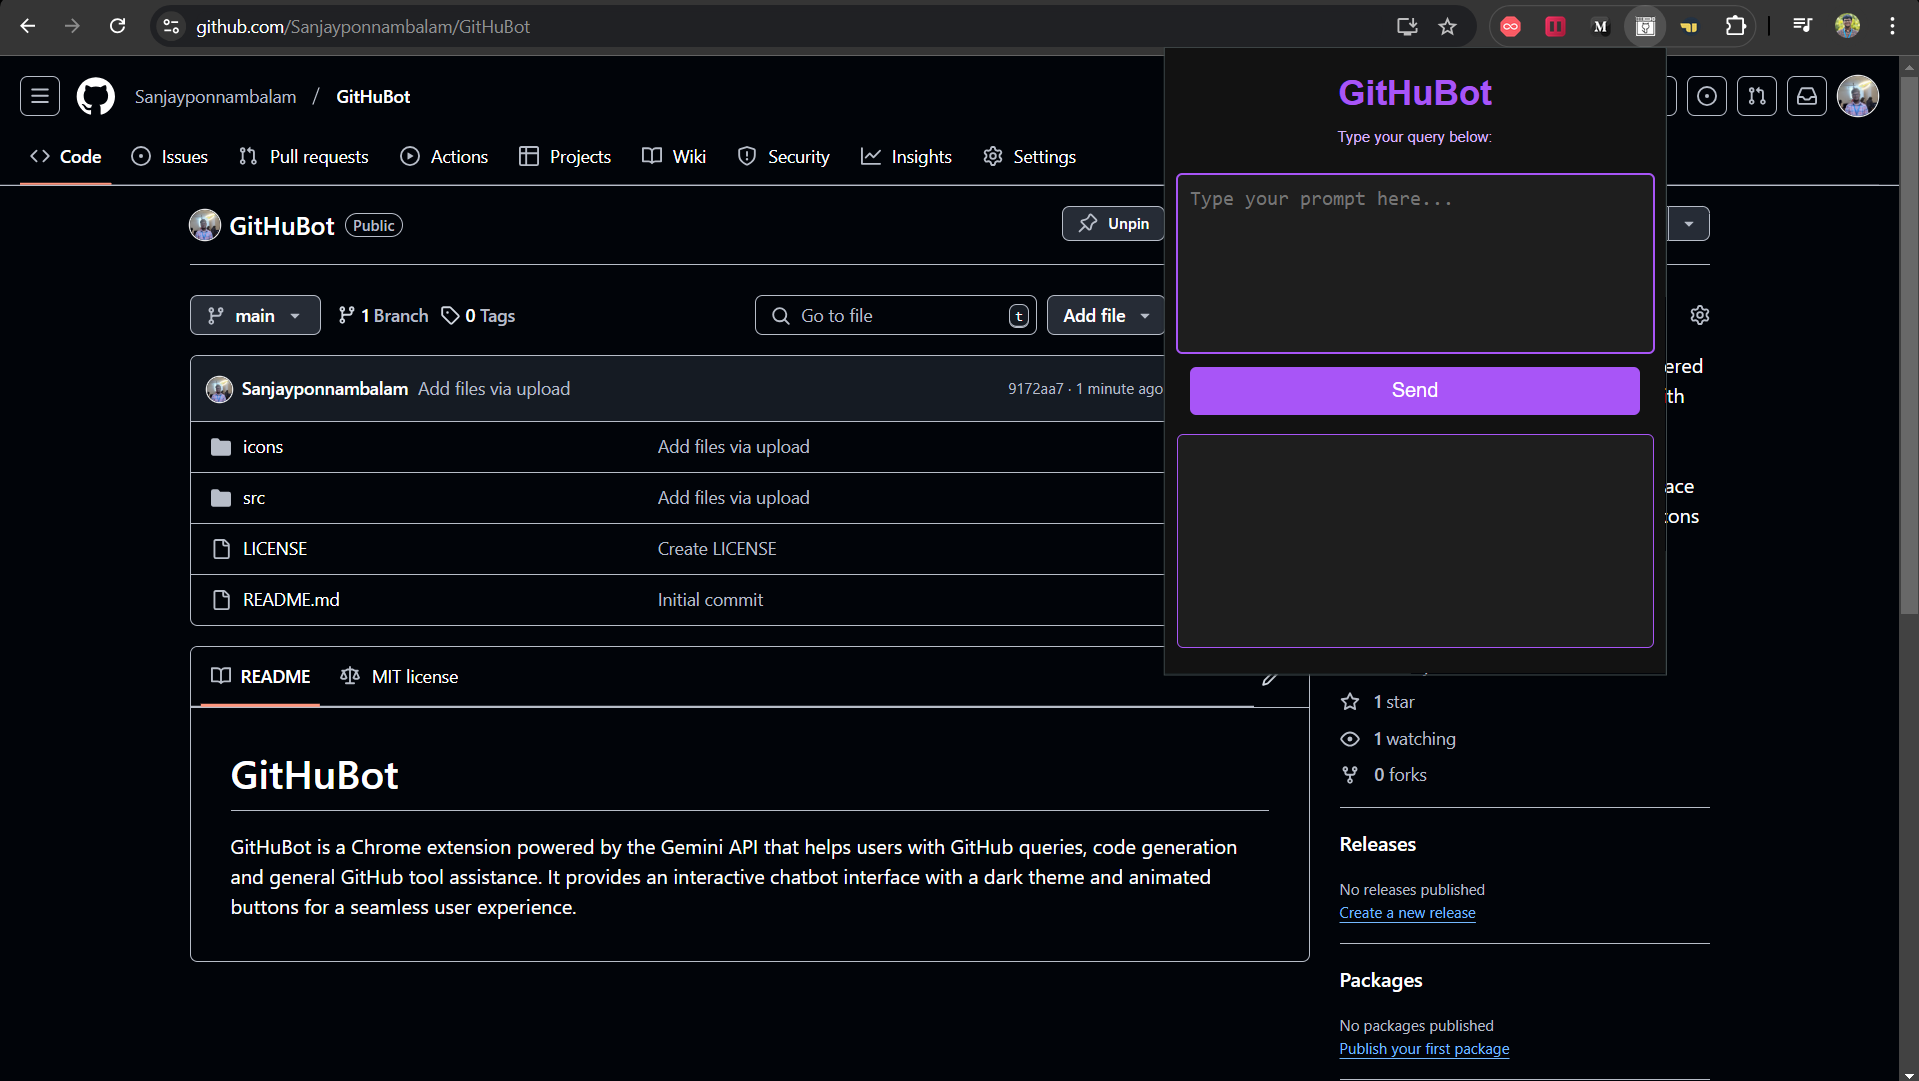 github.com/Sanjayponnambalam/GitHuBot
M
Sanjayponnambalam / GitHuBot
Code
Issues
Pull requests
Actions
Projects
Wiki
Security
Insights
Settings
GitHuBot
Public
Unpin
main
1 Branch
0 Tags
Go to file
t
Add file
Sanjayponnambalam Add files via upload
9172aa7 · 1 minute ago
icons Add files via upload
src Add files via upload
LICENSE Create LICENSE
README.md Initial commit
README
MIT license
GitHuBot
GitHuBot is a Chrome extension powered by the Gemini API that helps users with GitHub queries, code generation
and general GitHub tool assistance. It provides an interactive chatbot interface with a dark theme and animated
buttons for a seamless user experience.
GitHuBot
Type your query below:
Type your prompt here...
Send
ered
ith
ace
cons
1 star
1 watching
0 forks
Releases
No releases published
Create a new release
Packages
No packages published
Publish your first package